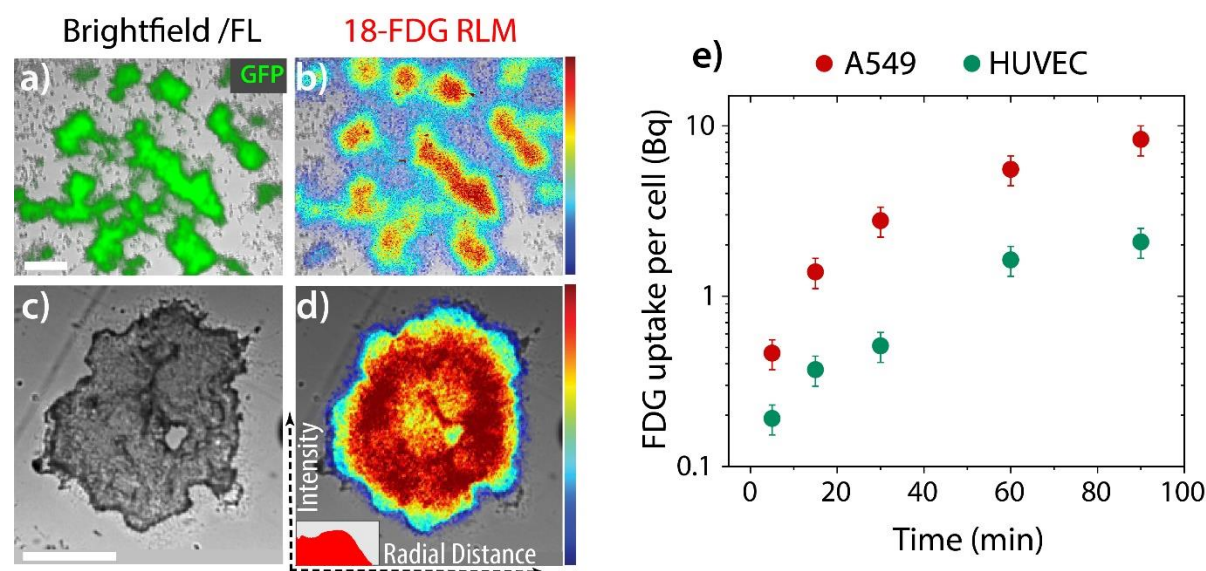 Brightfield /FL
18-FDG RLM
a)
GFP
b)
c)
d)
Intensity
Radial Distance
e)
A549
HUVEC
FDG uptake per cell (Bq)
10
1
0.1
0
20
40
60
80
100
Time (min)